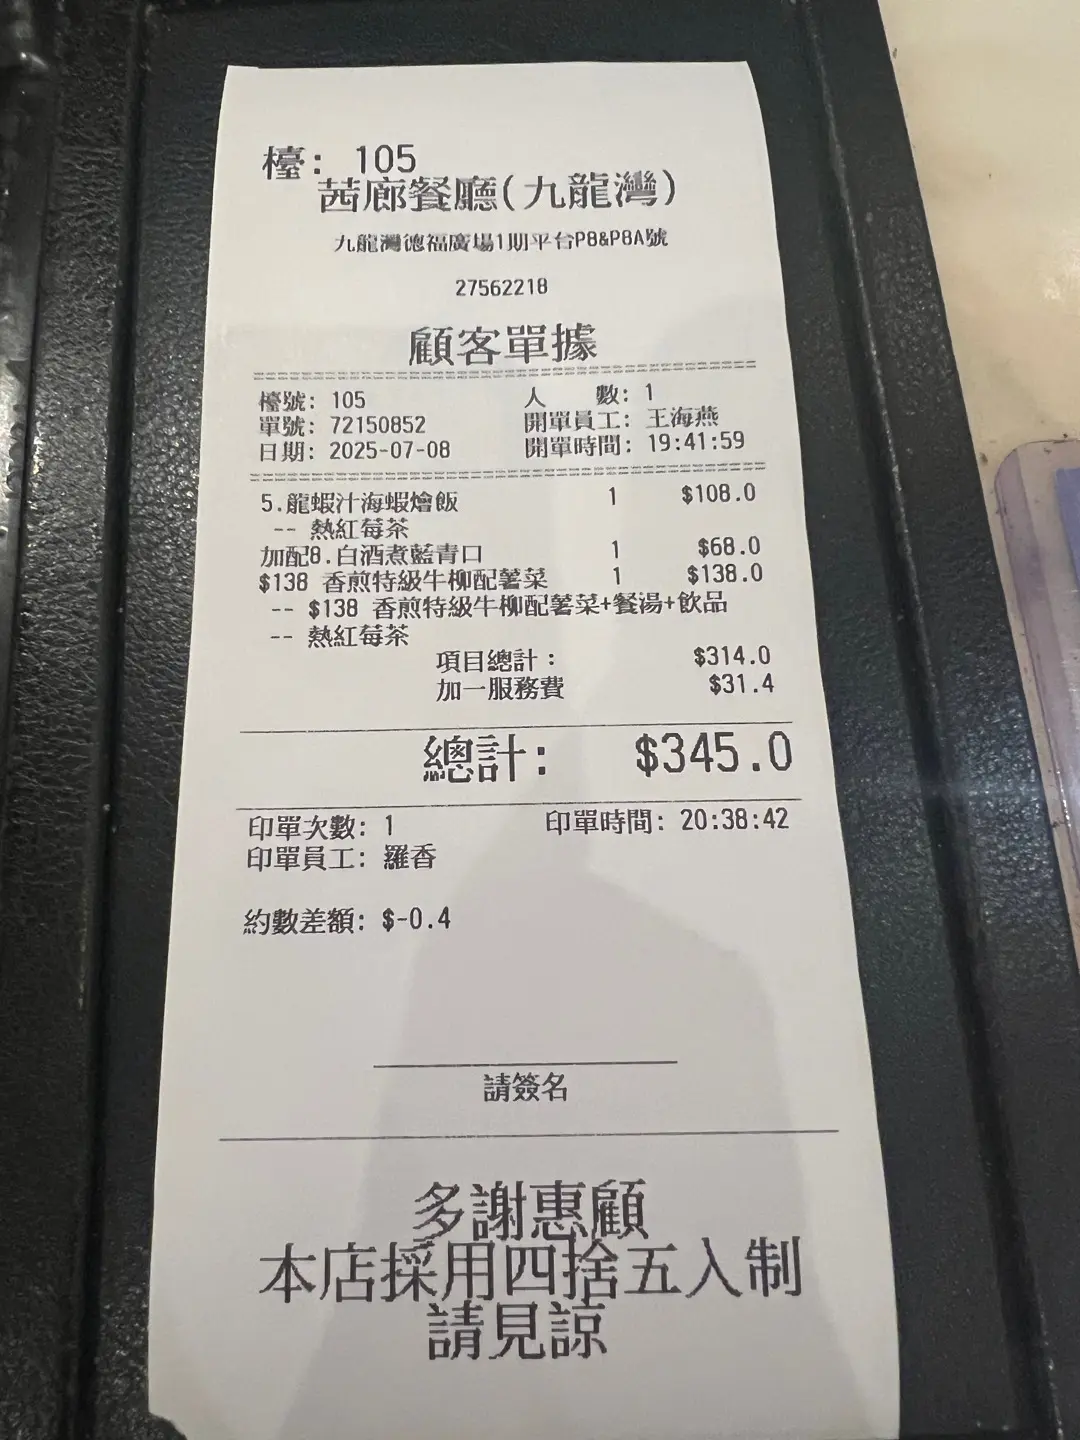 檯: 105
茜廊餐廳(九龍灣)
九龍灣德福廣場1期平台P8&P8A號
27562218
顧客單據
檯號: 105 人 數: 1
單號: 72150852 開單員工: 王海燕
日期: 2025-07-08 開單時間: 19:41:59
5.龍蝦汁海蝦燴飯 1 $108.0
-- 熱紅莓茶
加配8.白酒煮藍青口 1 $68.0
$138 香煎特級牛柳配薯菜 1 $138.0
-- $138 香煎特級牛柳配薯菜+餐湯+飲品
-- 熱紅莓茶
項目總計: $314.0
加一服務費 $31.4
總計: $345.0
印單次數: 1 印單時間: 20:38:42
印單員工: 羅香
約數差額: $-0.4
請簽名
多謝惠顧
本店採用四捨五入制
請見諒